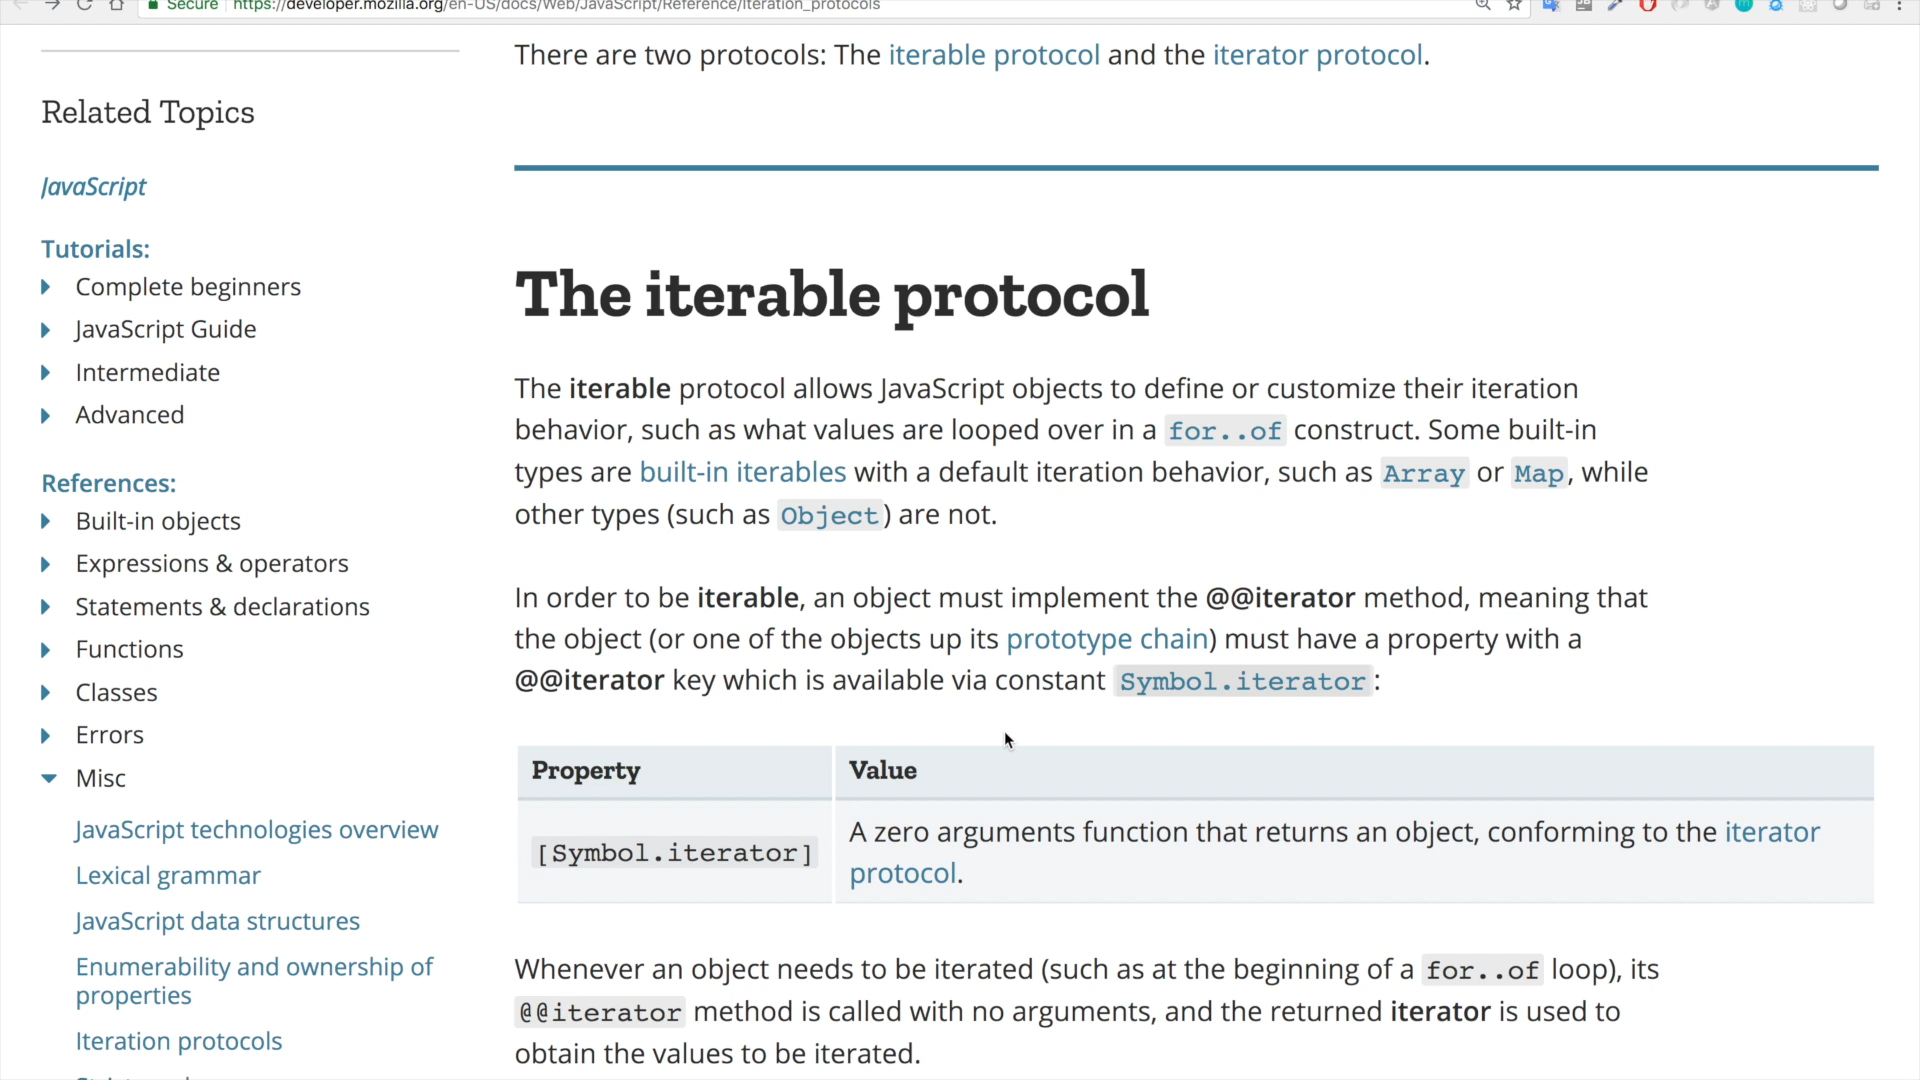 Secure https://developer.mozilla.org/en-US/docs/Web/JavaScript/Reference/Iteration_protocols
Related Topics
JavaScript
Tutorials:
Complete beginners
JavaScript Guide
Intermediate
Advanced
References:
Built-in objects
Expressions & operators
Statements & declarations
Functions
Classes
Errors
Misc
JavaScript technologies overview
Lexical grammar
JavaScript data structures
Enumerability and ownership of
properties
Iteration protocols
There are two protocols: The iterable protocol and the iterator protocol.
The iterable protocol
The iterable protocol allows JavaScript objects to define or customize their iteration
behavior, such as what values are looped over in a for..of construct. Some built-in
types are built-in iterables with a default iteration behavior, such as Array or Map, while
other types (such as Object) are not.
In order to be iterable, an object must implement the @@iterator method, meaning that
the object (or one of the objects up its prototype chain) must have a property with a
@@iterator key which is available via constant Symbol.iterator:
Property Value
[Symbol.iterator] A zero arguments function that returns an object, conforming to the iterator
protocol.
Whenever an object needs to be iterated (such as at the beginning of a for..of loop), its
@@iterator method is called with no arguments, and the returned iterator is used to
obtain the values to be iterated.